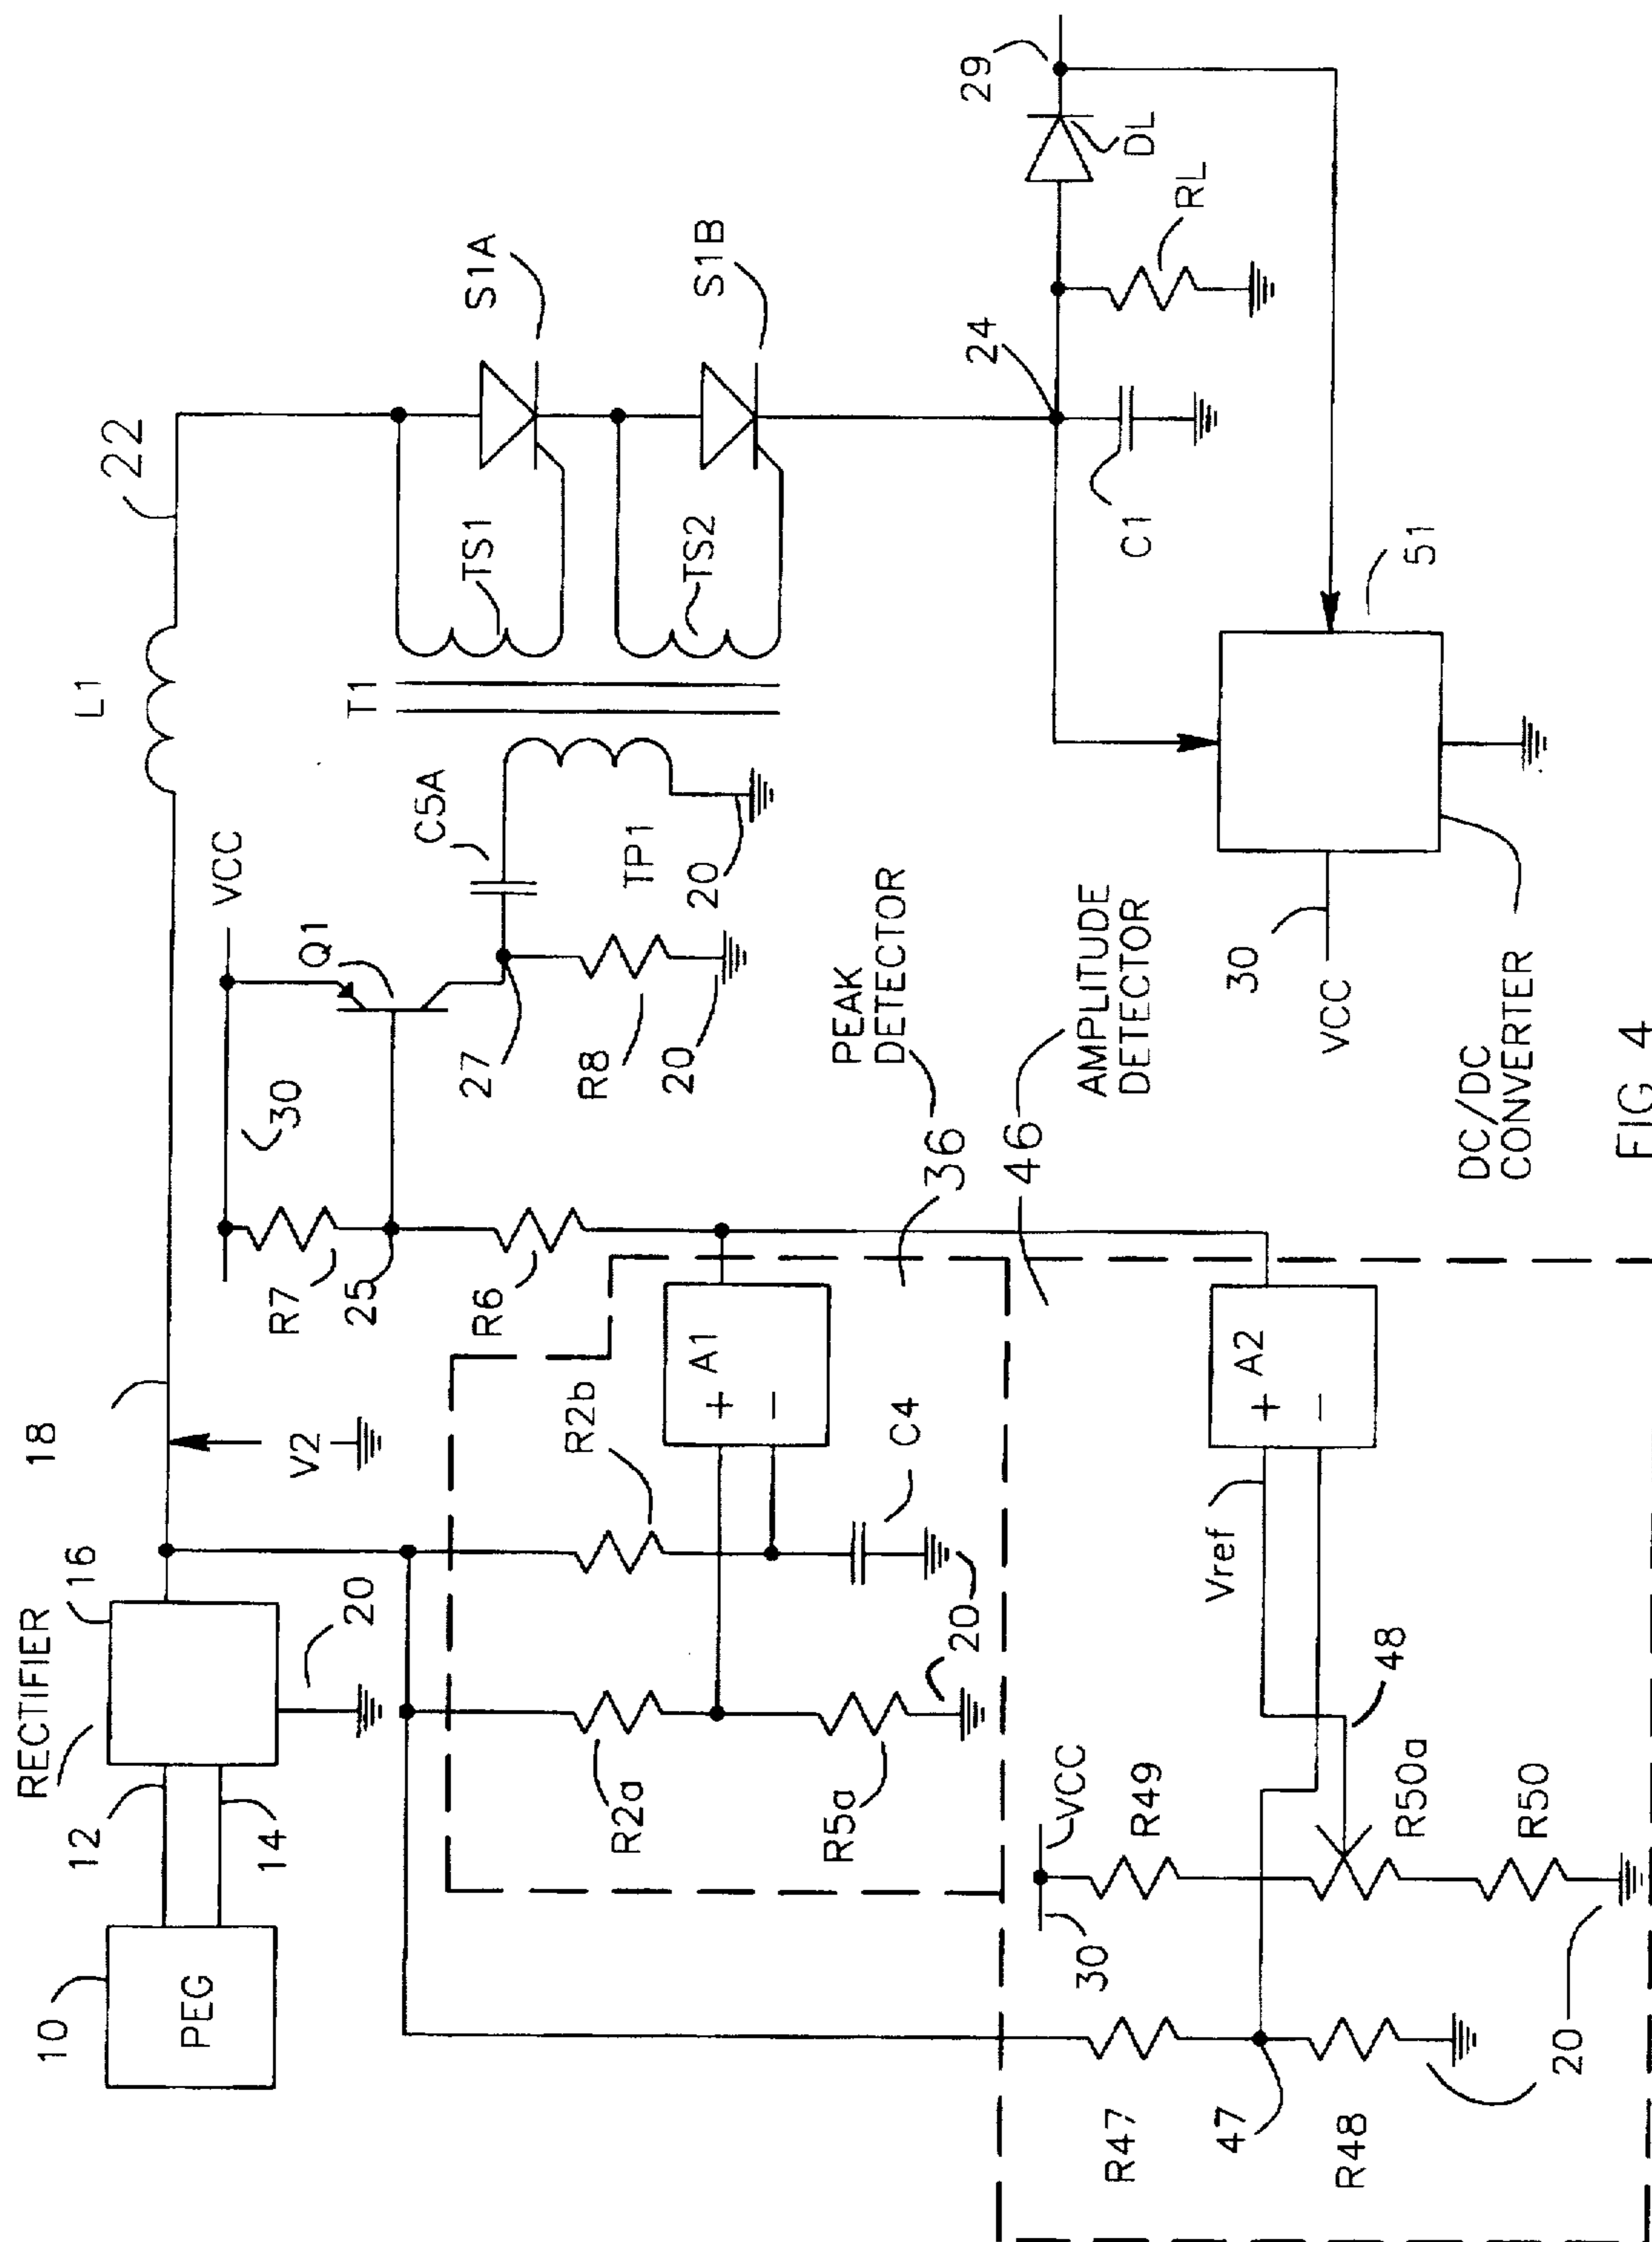 10
PEG
12
14
RECTIFIER
16
20
18
V2
L1
22
R7
30
VCC
25
Q1
R6
27
R8
20
C5A
TP1
20
T1
TS1
TS2
S1A
S1B
R2a
R5a
20
R2b
C4
20
A1
+
−
36
PEAK
DETECTOR
46
AMPLITUDE
DETECTOR
R47
47
R48
20
30
VCC
R49
R50a
R50
48
Vref
A2
+
−
24
C1
RL
DL
29
51
30
VCC
DC/DC
CONVERTER
FIG. 4